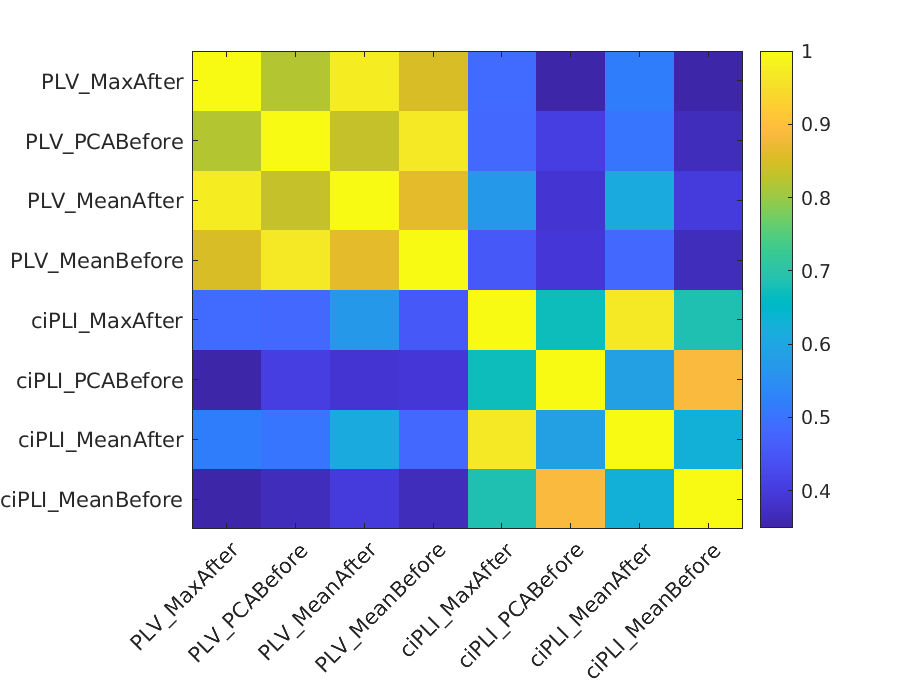 PLV_MaxAfter
PLV_PCABefore
PLV_MeanAfter
PLV_MeanBefore
ciPLI_MaxAfter
ciPLI_PCABefore
ciPLI_MeanAfter
ciPLI_MeanBefore
PLV_MaxAfter
PLV_PCABefore
PLV_MeanAfter
PLV_MeanBefore
ciPLI_MaxAfter
ciPLI_PCABefore
ciPLI_MeanAfter
ciPLI_MeanBefore
1
0.9
0.8
0.7
0.6
0.5
0.4